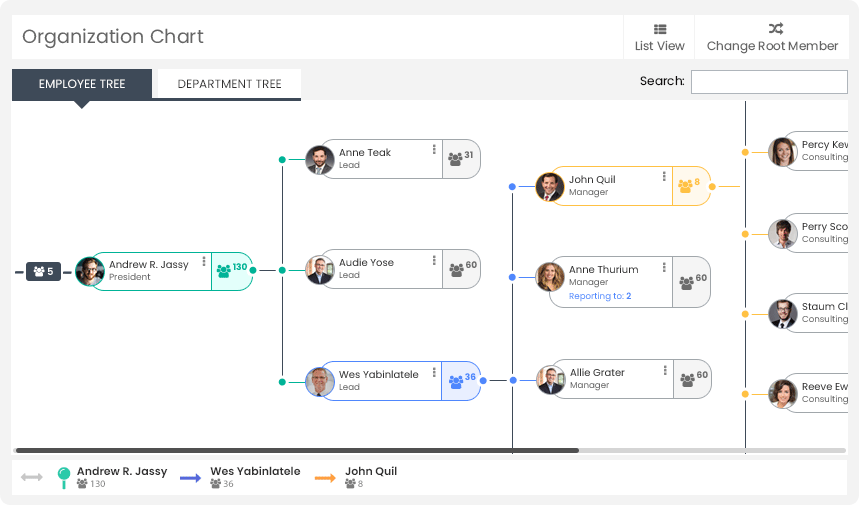 Organization Chart
List View
Change Root Member
EMPLOYEE TREE
DEPARTMENT TREE
Search:
5
Andrew R. Jassy
President
130
Anne Teak
Lead
31
Audie Yose
Lead
60
Wes Yabinlatele
Lead
36
John Quil
Manager
8
Anne Thurium
Manager
Reporting to: 2
60
Allie Grater
Manager
60
Percy Kew
Consulting
Perry Sco
Consulting
Staum Cl
Consulting
Reeve Ew
Consulting
Andrew R. Jassy
130
Wes Yabinlatele
36
John Quil
8